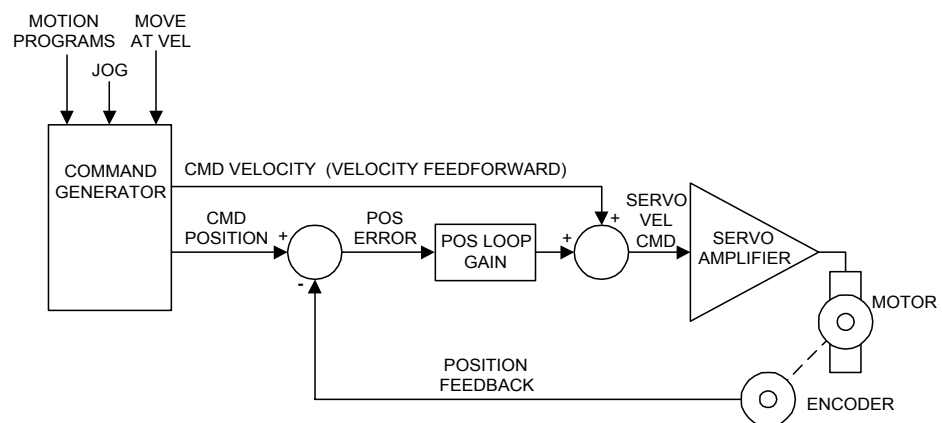 MOTION
PROGRAMS
MOVE
AT VEL
JOG
COMMAND
GENERATOR
CMD VELOCITY (VELOCITY FEEDFORWARD)
CMD
POSITION
+
-
POS
ERROR
POS LOOP
GAIN
+
+
SERVO
VEL
CMD
SERVO
AMPLIFIER
MOTOR
POSITION
FEEDBACK
ENCODER